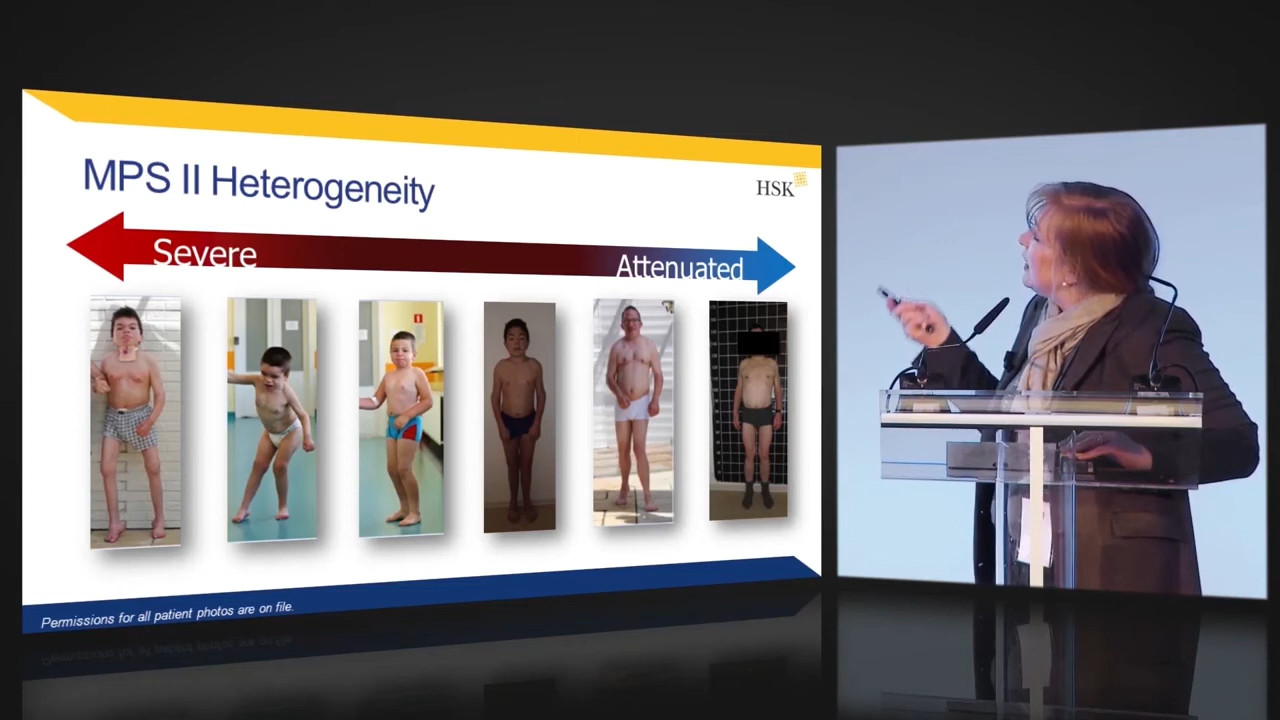 MPS II Heterogeneity
HSK
Severe
Attenuated
Permissions for all patient photos are on file.